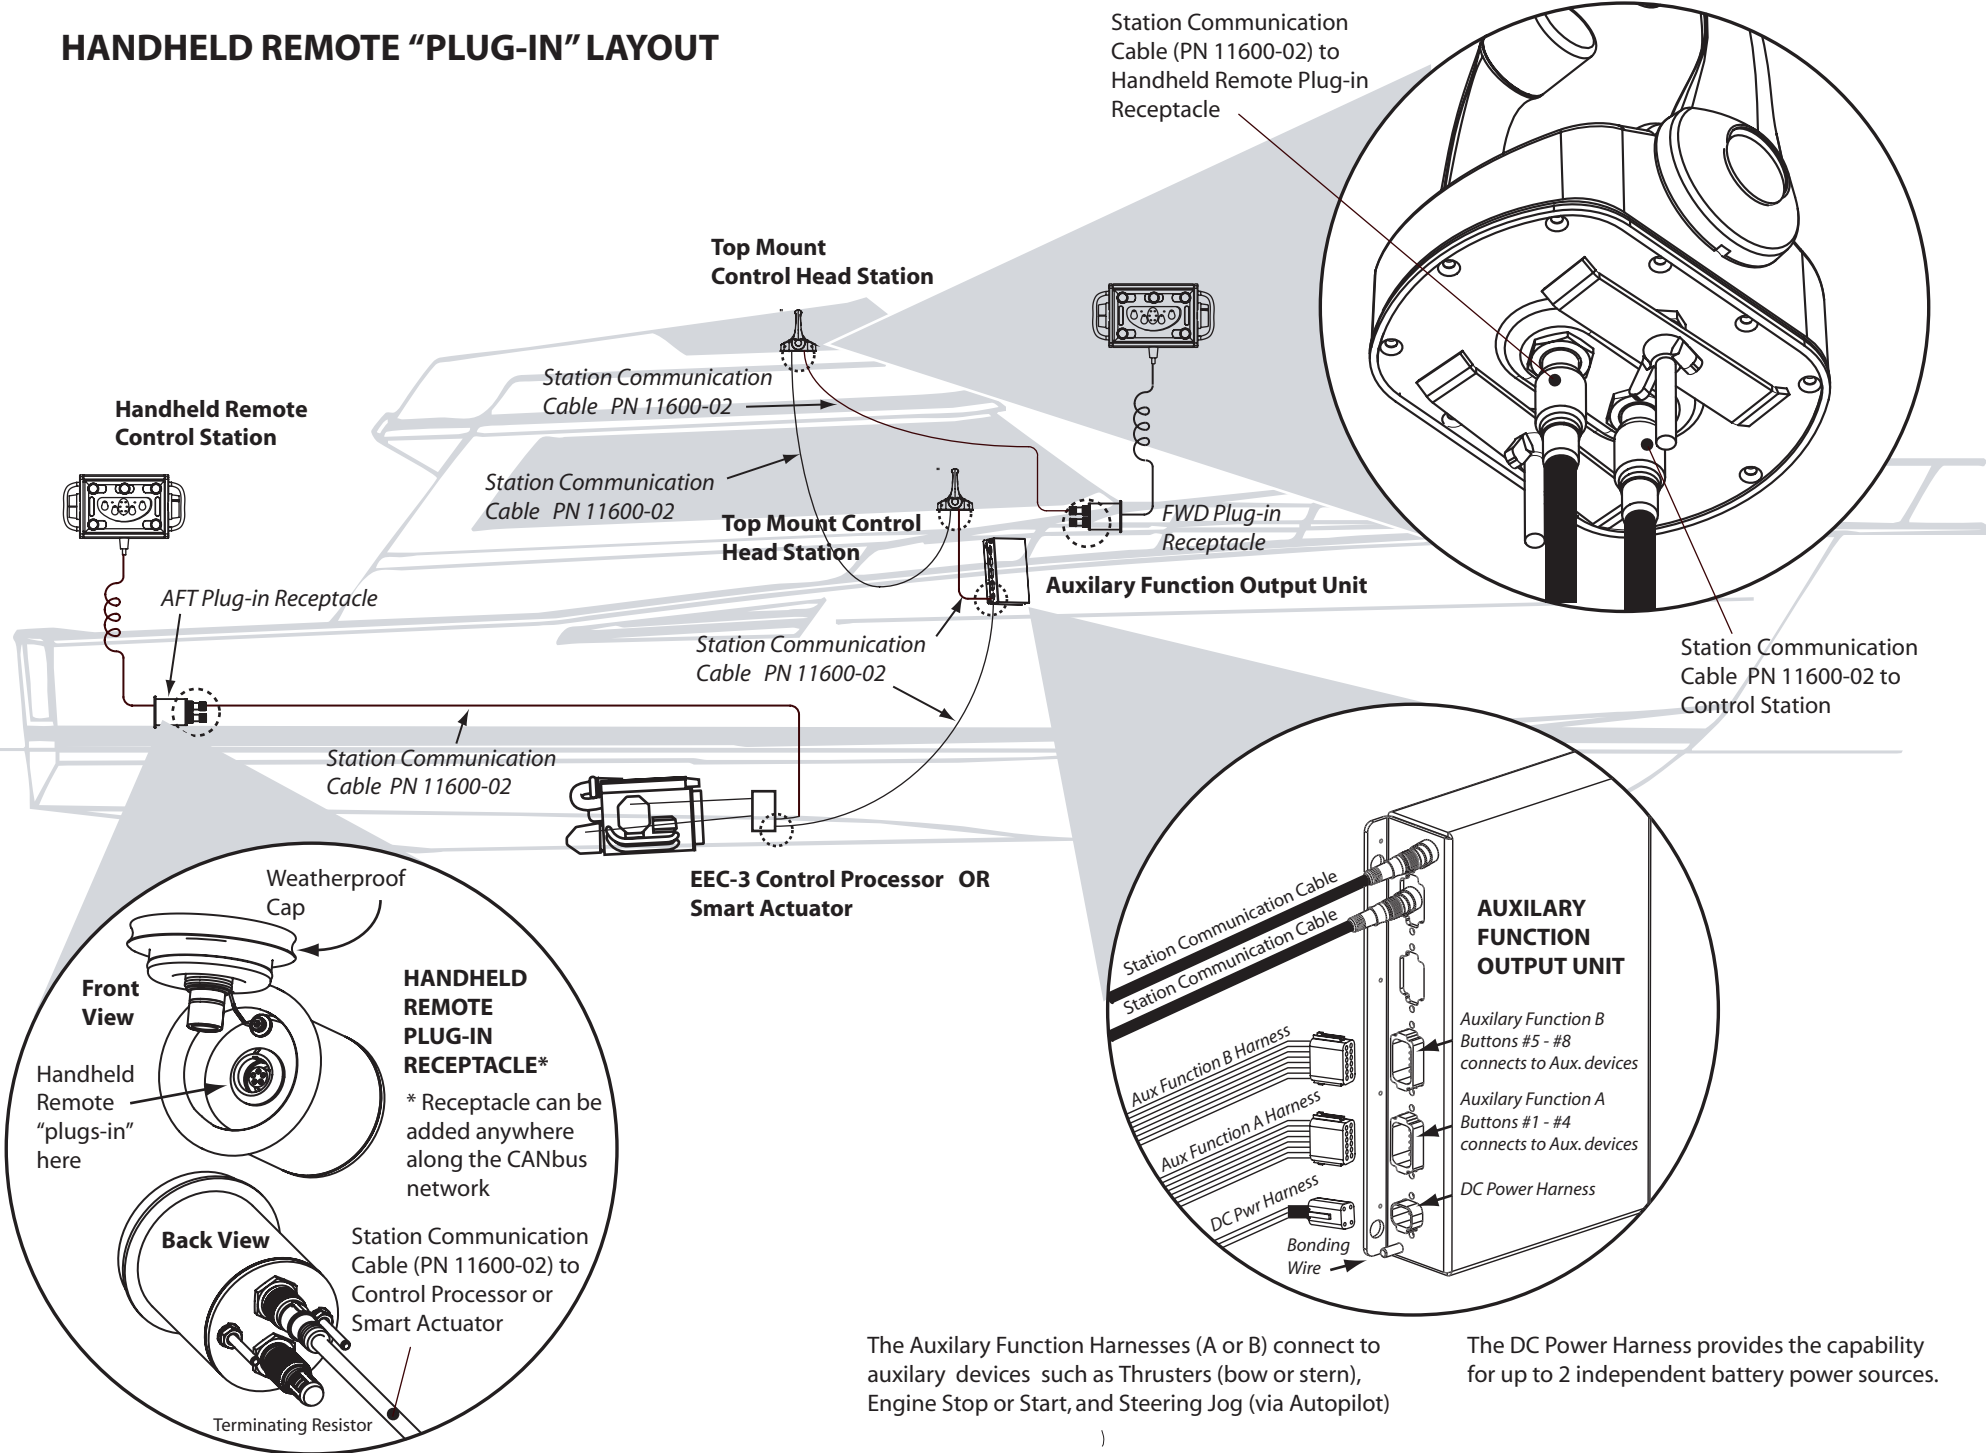 HANDHELD REMOTE “PLUG-IN” LAYOUT
Station Communication
Cable (PN 11600-02) to
Handheld Remote Plug-in
Receptacle
Top Mount
Control Head Station
Station Communication
Cable PN 11600-02
Handheld Remote
Control Station
Station Communication
Cable PN 11600-02
Top Mount Control
Head Station
FWD Plug-in
Receptacle
Auxilary Function Output Unit
AFT Plug-in Receptacle
Station Communication
Cable PN 11600-02
Station Communication
Cable PN 11600-02 to
Control Station
Station Communication
Cable PN 11600-02
EEC-3 Control Processor OR
Smart Actuator
Weatherproof
Cap
Front
View
HANDHELD
REMOTE
PLUG-IN
RECEPTACLE*
Handheld
Remote
“plugs-in”
here
* Receptacle can be
added anywhere
along the CANbus
network
Back View
Station Communication
Cable (PN 11600-02) to
Control Processor or
Smart Actuator
Terminating Resistor
Station Communication Cable
Station Communication Cable
AUXILARY
FUNCTION
OUTPUT UNIT
Aux Function B Harness
Auxilary Function B
Buttons #5 - #8
connects to Aux. devices
Aux Function A Harness
Auxilary Function A
Buttons #1 - #4
connects to Aux. devices
DC Pwr Harness
DC Power Harness
Bonding
Wire
The Auxilary Function Harnesses (A or B) connect to
auxilary devices such as Thrusters (bow or stern),
Engine Stop or Start, and Steering Jog (via Autopilot)
)
The DC Power Harness provides the capability
for up to 2 independent battery power sources.